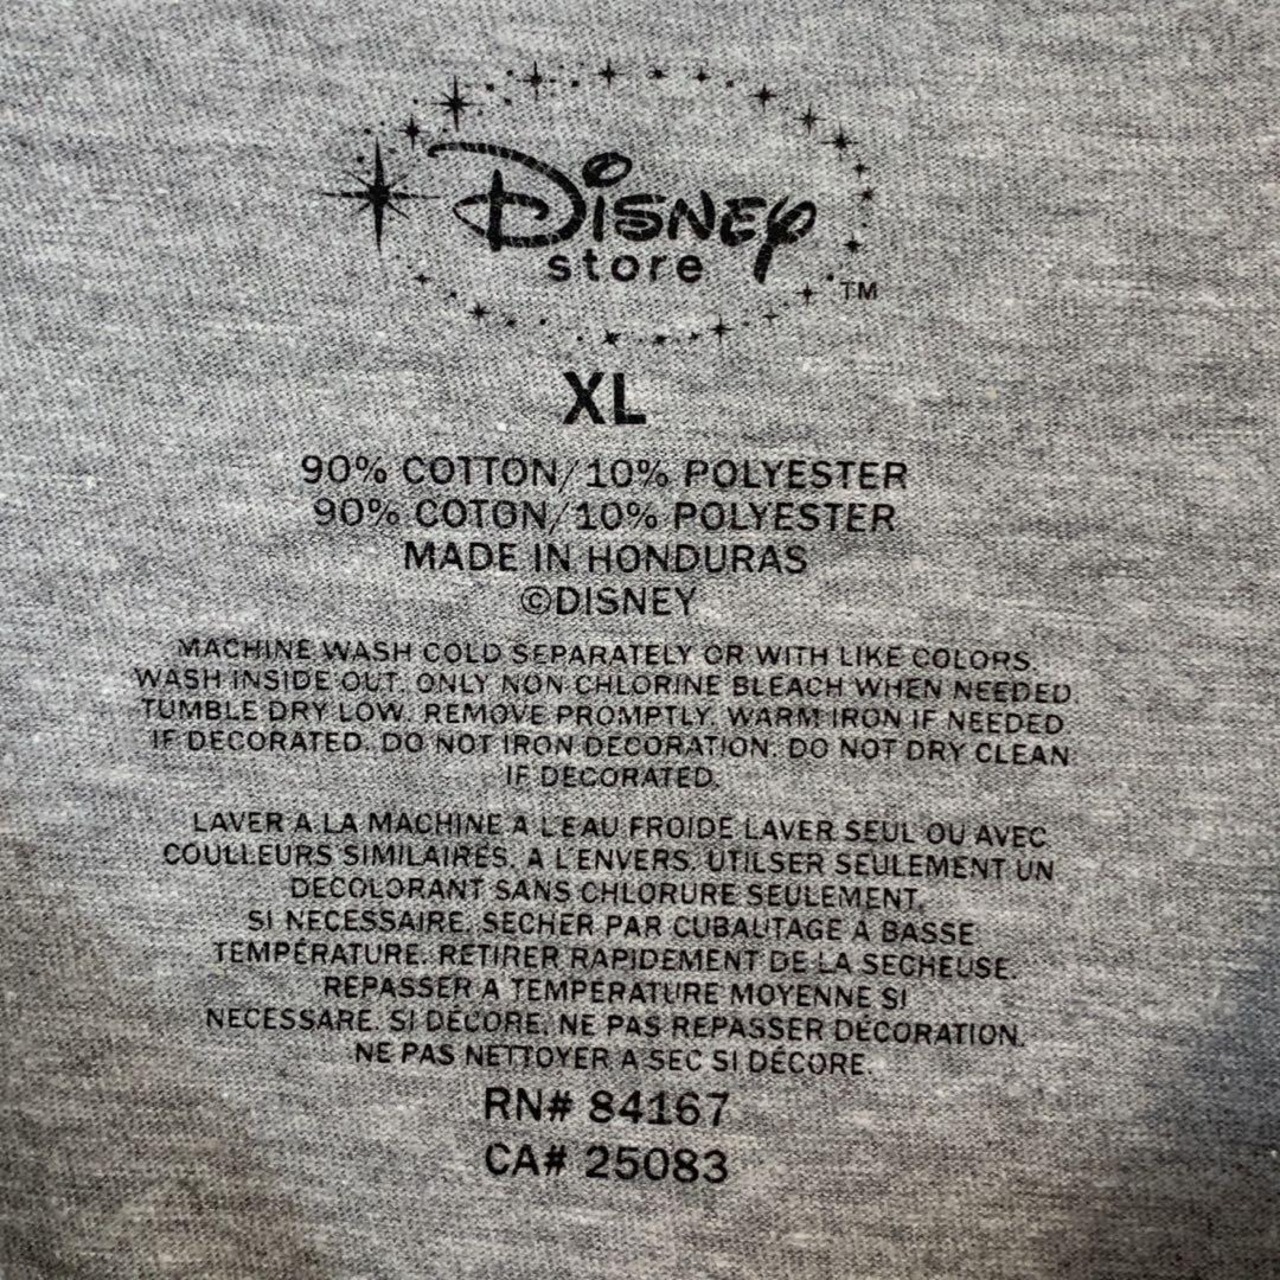 DISNEY
store
TM
XL
90% COTTON/10% POLYESTER
90% COTON/10% POLYESTER
MADE IN HONDURAS
©DISNEY
MACHINE WASH COLD SEPARATELY OR WITH LIKE COLORS.
WASH INSIDE OUT. ONLY NON-CHLORINE BLEACH WHEN NEEDED.
TUMBLE DRY LOW. REMOVE PROMPTLY. WARM IRON IF NEEDED.
IF DECORATED. DO NOT IRON DECORATION. DO NOT DRY CLEAN
IF DECORATED.
LAVER A LA MACHINE A L'EAU FROIDE LAVER SEUL OU AVEC
COULLEURS SIMILAIRES. A L'ENVERS. UTILSER SEULEMENT UN
DECOLORANT SANS CHLORURE SEULEMENT.
SI NECESSAIRE. SECHER PAR CUBAUTAGE A BASSE
TEMPÉRATURE. RETIRER RAPIDEMENT DE LA SECHEUSE.
REPASSER A TEMPERATURE MOYENNE SI
NECESSARE. SI DÉCORE. NE PAS REPASSER DÉCORATION.
NE PAS NETTOYER A SEC SI DÉCORE.
RN# 84167
CA# 25083